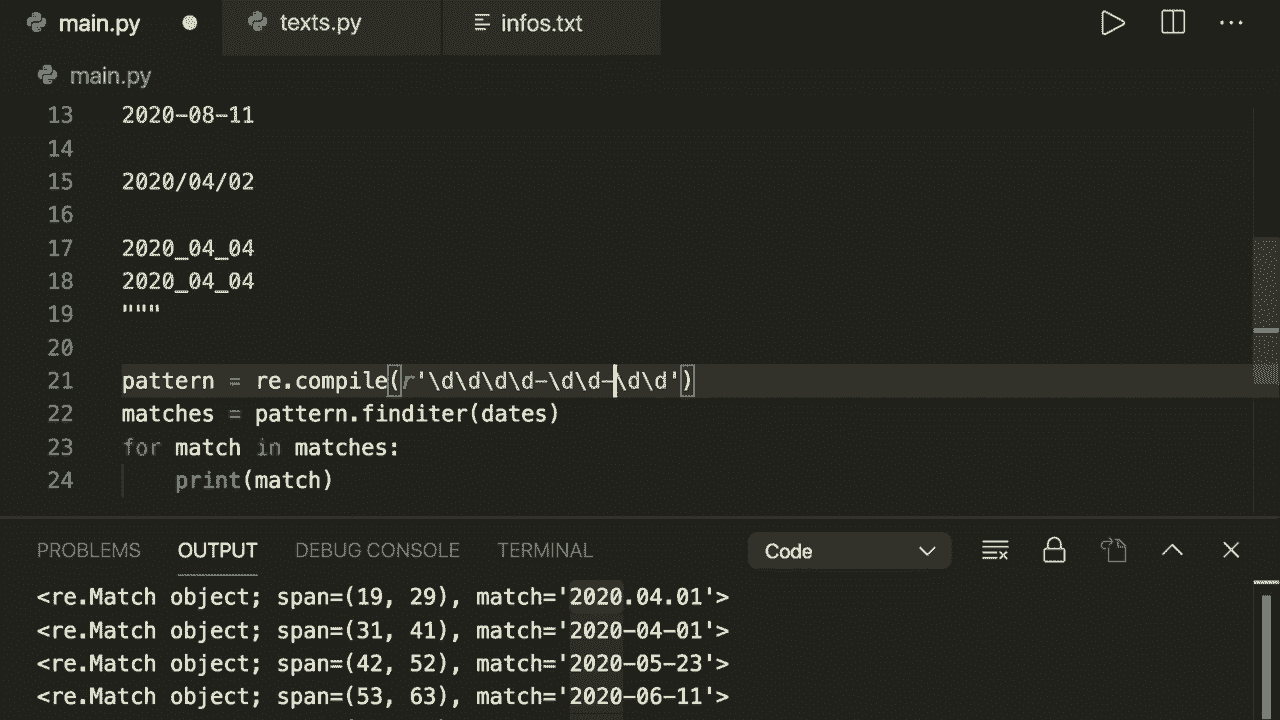 main.py texts.py infos.txt
main.py
13 2020-08-11
14
15 2020/04/02
16
17 2020_04_04
18 2020_04_04
19 """
20
21 pattern = re.compile(r'\d\d\d\d-\d\d-\d\d')
22 matches = pattern.finditer(dates)
23 for match in matches:
24 print(match)
PROBLEMS OUTPUT DEBUG CONSOLE TERMINAL Code
<re.Match object; span=(19, 29), match='2020.04.01'>
<re.Match object; span=(31, 41), match='2020-04-01'>
<re.Match object; span=(42, 52), match='2020-05-23'>
<re.Match object; span=(53, 63), match='2020-06-11'>